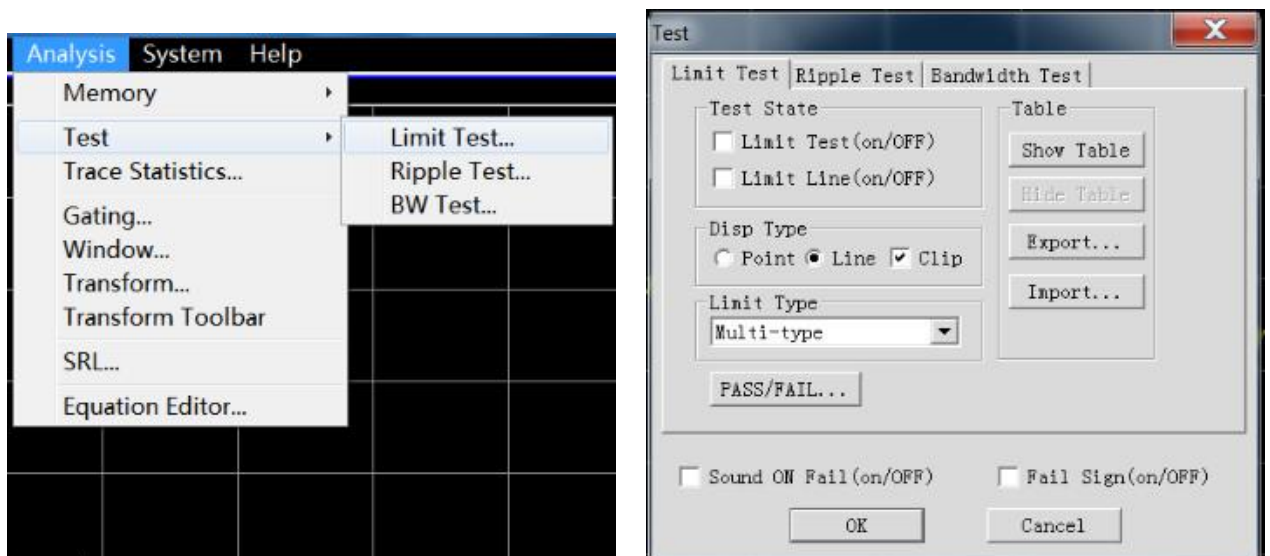 Analysis System Help
Memory
Test
Trace Statistics...
Gating...
Window...
Transform...
Transform Toolbar
SRL...
Equation Editor...
Limit Test...
Ripple Test...
BW Test...
Test
Limit Test Ripple Test Bandwidth Test
Test State
Limit Test(on/OFF)
Limit Line(on/OFF)
Disp Type
Point Line Clip
Limit Type
Multi-type
PASS/FAIL...
Table
Show Table
Hide Table
Export...
Import...
Sound ON Fail(on/OFF) Fail Sign(on/OFF)
OK Cancel